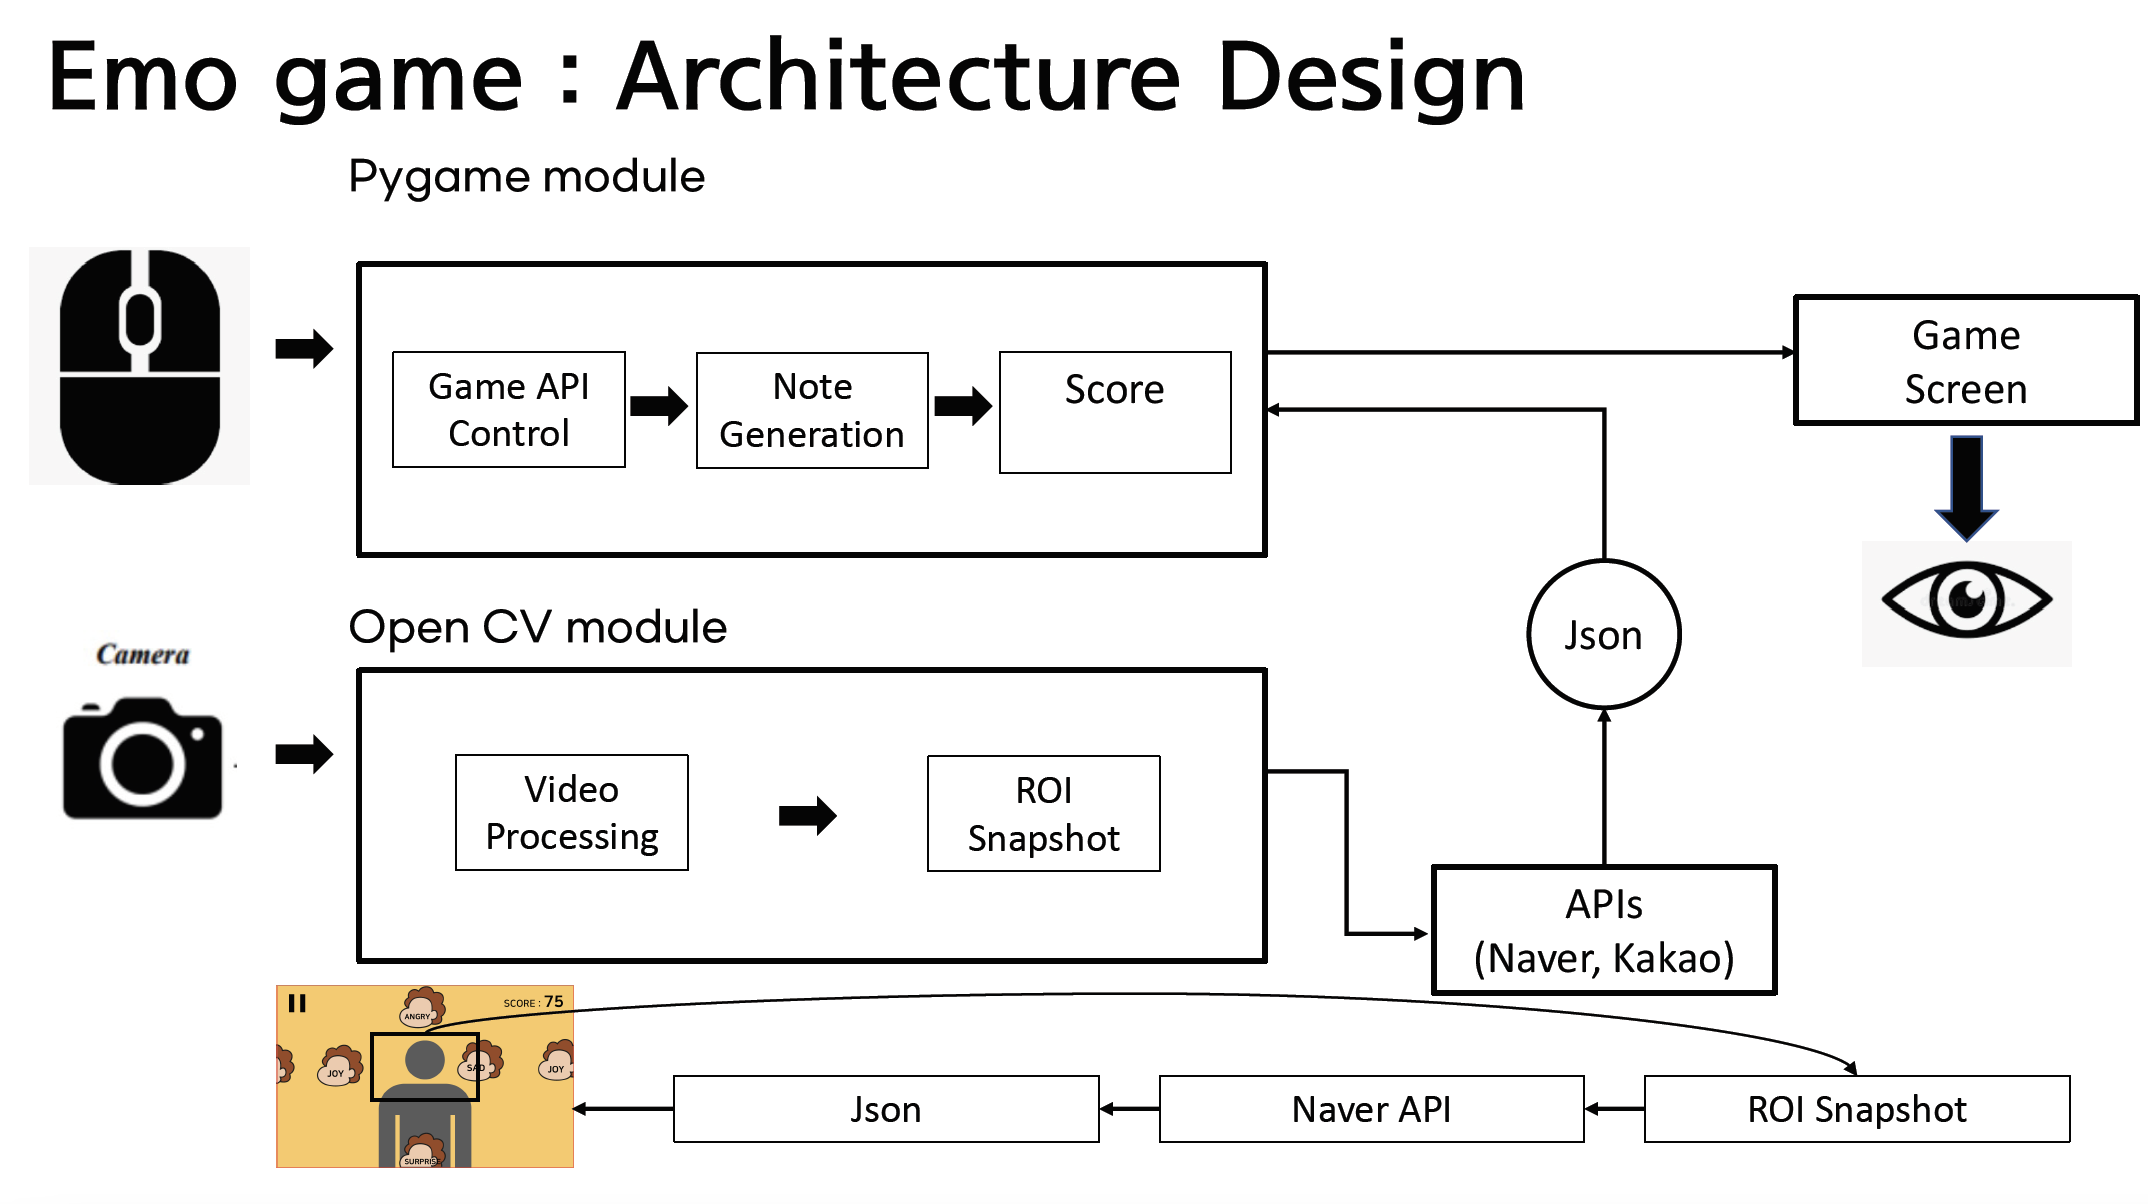 Emo game : Architecture Design
Pygame module
Game API
Control
Note
Generation
Score
Game
Screen
Open CV module
Camera
Video
Processing
ROI
Snapshot
Json
APIs
(Naver, Kakao)
SCORE : 75
ANGRY
JOY
SAD
JOY
SURPRISE
Json
Naver API
ROI Snapshot